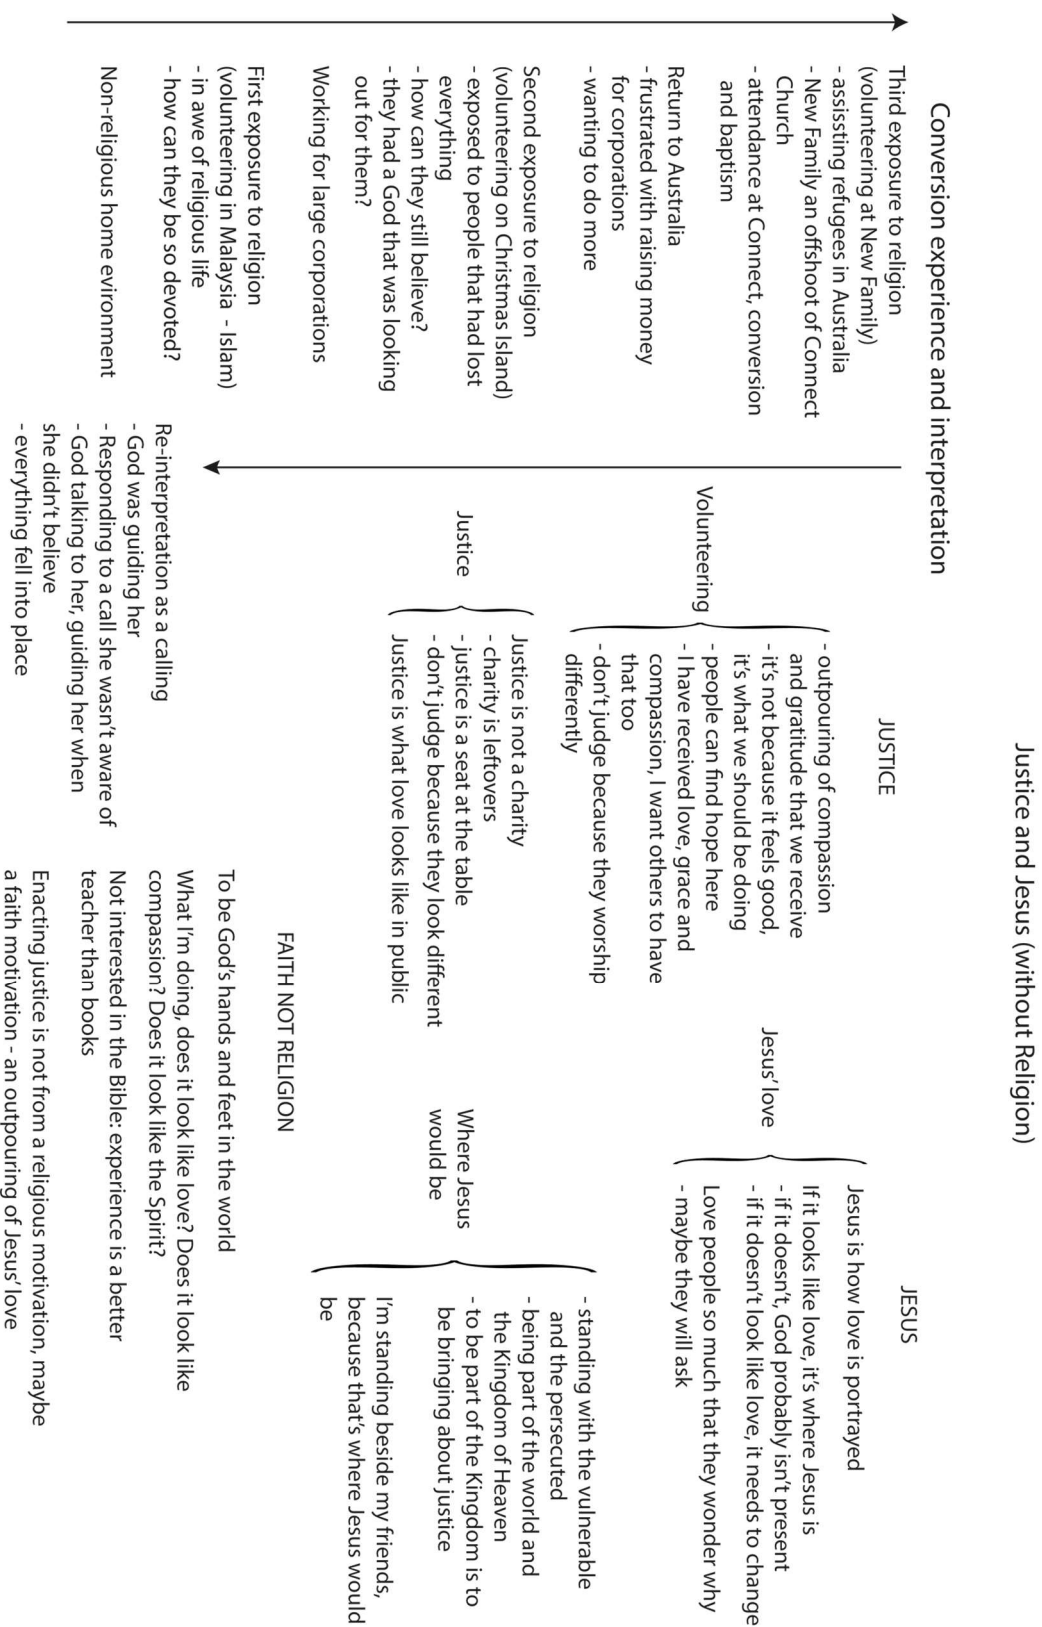 Justice and Jesus (without Religion)
Conversion experience and interpretation
Third exposure to religion
(volunteering at New Family)
- assissting refugees in Australia
- New Family an offshoot of Connect
Church
- attendance at Connect, conversion
and baptism
Return to Australia
- frustrated with raising money
for corporations
- wanting to do more
Second exposure to religion
(volunteering on Christmas Island)
- exposed to people that had lost
everything
- how can they still believe?
- they had a God that was looking
out for them?
Working for large corporations
First exposure to religion
(volunteering in Malaysia - Islam)
- in awe of religious life
- how can they be so devoted?
Non-religious home evironment
Re-interpretation as a calling
- God was guiding her
- Responding to a call she wasn't aware of
- God talking to her, guiding her when
she didn't believe
- everything fell into place
JUSTICE
Volunteering
- outpouring of compassion
and gratitude that we receive
- it's not because it feels good,
it's what we should be doing
- people can find hope here
- I have received love, grace and
compassion, I want others to have
that too
- don't judge because they worship
differently
Justice
Justice is not a charity
- charity is leftovers
- justice is a seat at the table
- don't judge because they look different
Justice is what love looks like in public
JESUS
Jesus' love
Jesus is how love is portrayed
If it looks like love, it's where Jesus is
- if it doesn't, God probably isn't present
- if it doesn't look like love, it needs to change
Love people so much that they wonder why
- maybe they will ask
Where Jesus
would be
- standing with the vulnerable
and the persecuted
- being part of the world and
the Kingdom of Heaven
- to be part of the Kingdom is to
be bringing about justice
I'm standing beside my friends,
because that's where Jesus would
be
FAITH NOT RELIGION
To be God's hands and feet in the world
What I'm doing, does it look like love? Does it look like
compassion? Does it look like the Spirit?
Not interested in the Bible: experience is a better
teacher than books
Enacting justice is not from a religious motivation, maybe
a faith motivation - an outpouring of Jesus' love